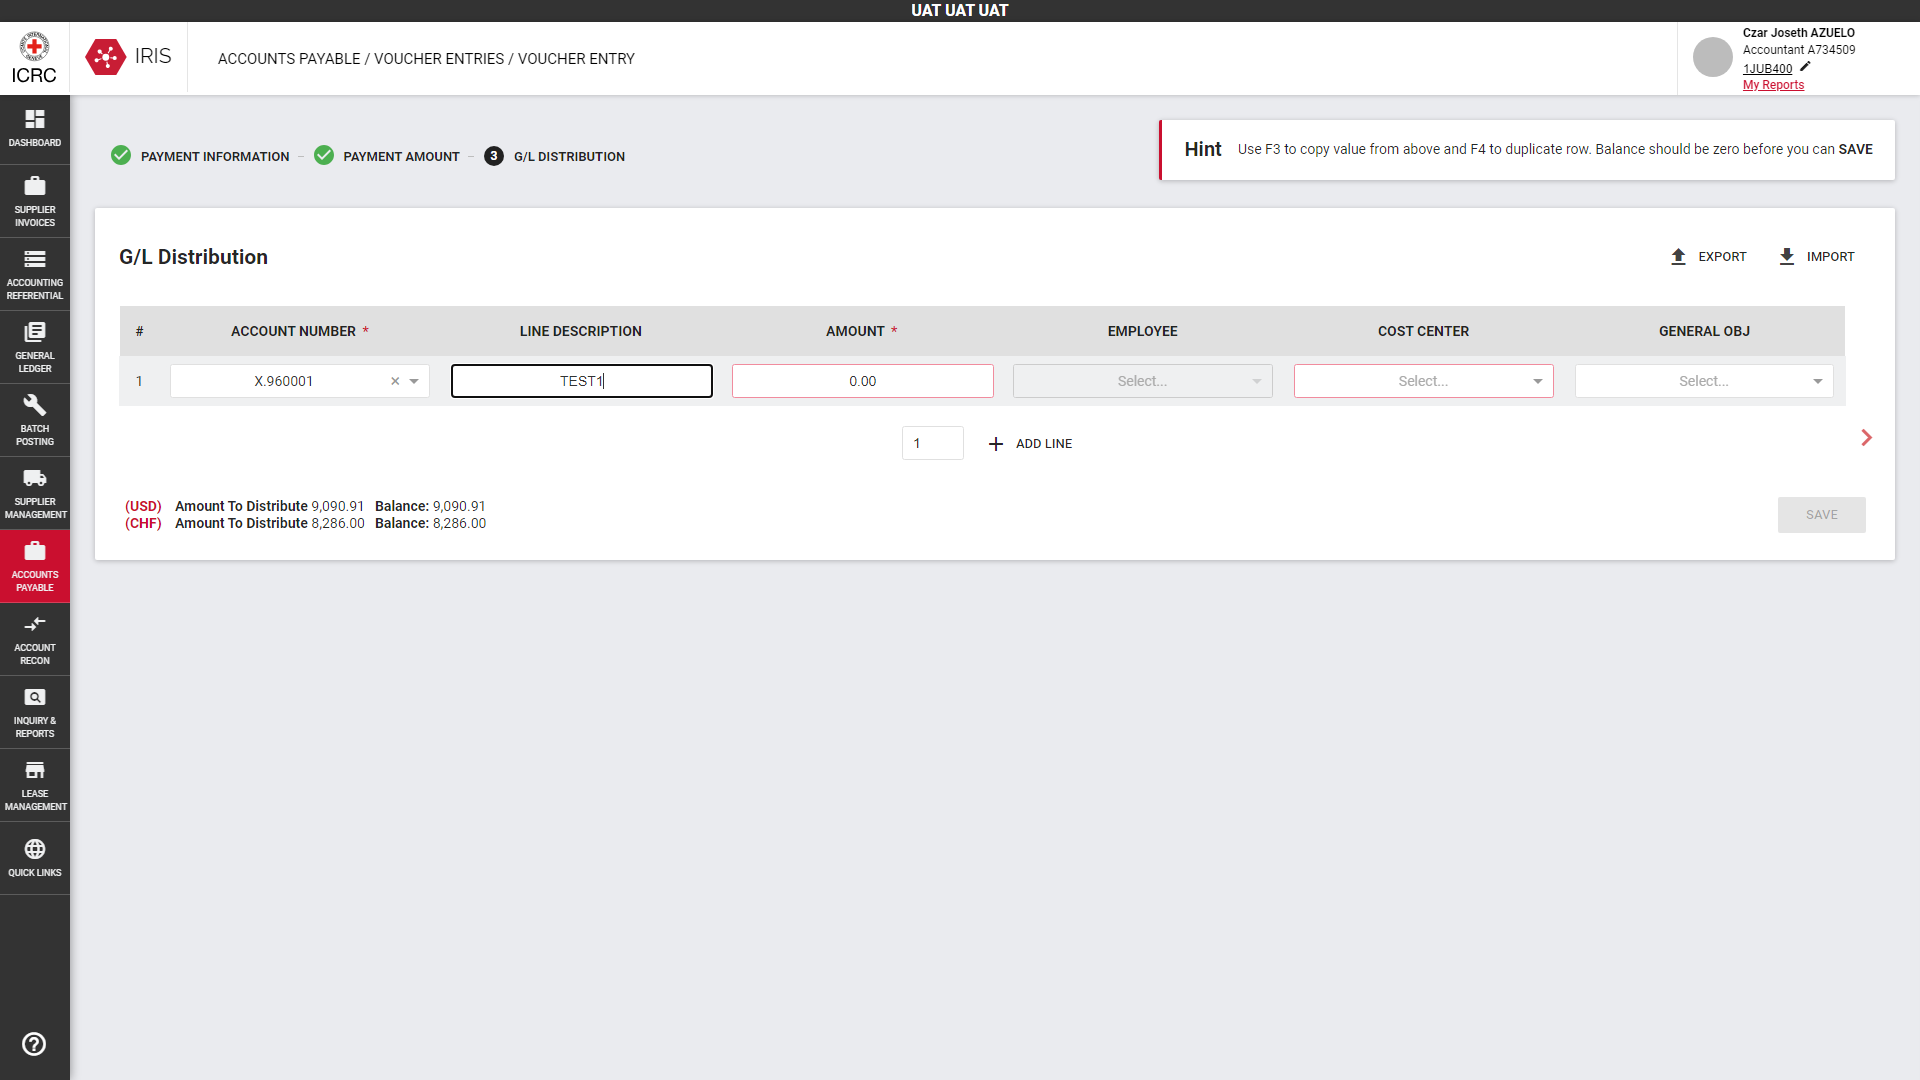 UAT UAT UAT
ICRC
IRIS
ACCOUNTS PAYABLE / VOUCHER ENTRIES / VOUCHER ENTRY
Czar Joseth AZUELO
Accountant A734509
1JUB400
My Reports
DASHBOARD
SUPPLIER
INVOICES
ACCOUNTING
REFERENTIAL
GENERAL
LEDGER
BATCH
POSTING
SUPPLIER
MANAGEMENT
ACCOUNTS
PAYABLE
ACCOUNT
RECON
INQUIRY &
REPORTS
LEASE
MANAGEMENT
QUICK LINKS
PAYMENT INFORMATION
PAYMENT AMOUNT
3 G/L DISTRIBUTION
Hint Use F3 to copy value from above and F4 to duplicate row. Balance should be zero before you can SAVE
G/L Distribution
EXPORT
IMPORT
# ACCOUNT NUMBER * LINE DESCRIPTION AMOUNT * EMPLOYEE COST CENTER GENERAL OBJ
1 X.960001 TEST1 0.00 Select... Select... Select...
1 ADD LINE
(USD) Amount To Distribute 9,090.91 Balance: 9,090.91
(CHF) Amount To Distribute 8,286.00 Balance: 8,286.00
SAVE